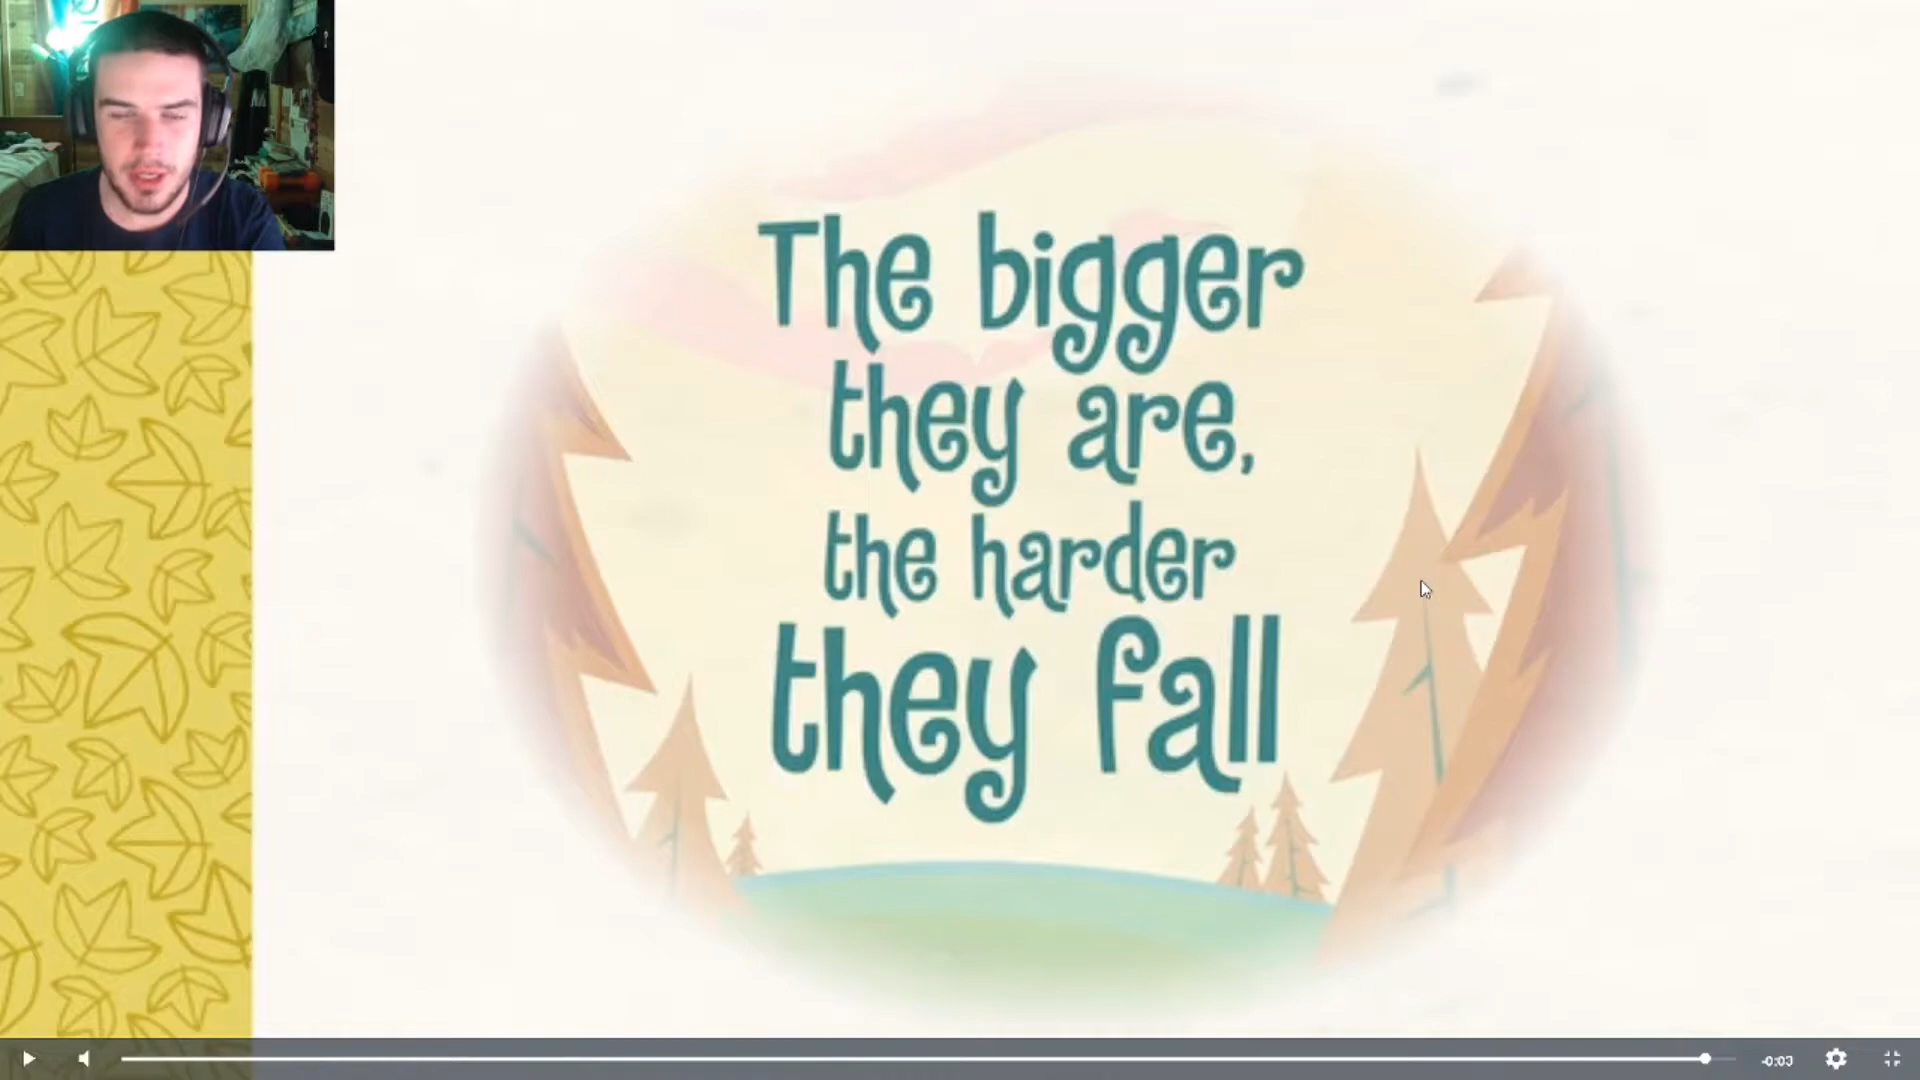 The bigger
they are,
the harder
they fall
-0:03